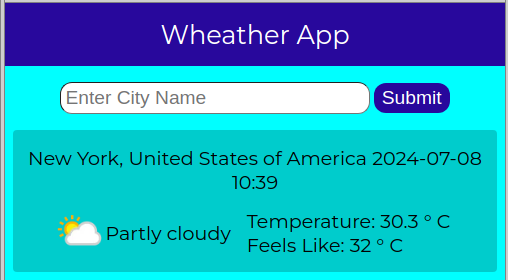 Wheather App
Enter City Name
Submit
New York, United States of America 2024-07-08
10:39
Partly cloudy
Temperature: 30.3 ° C
Feels Like: 32 ° C